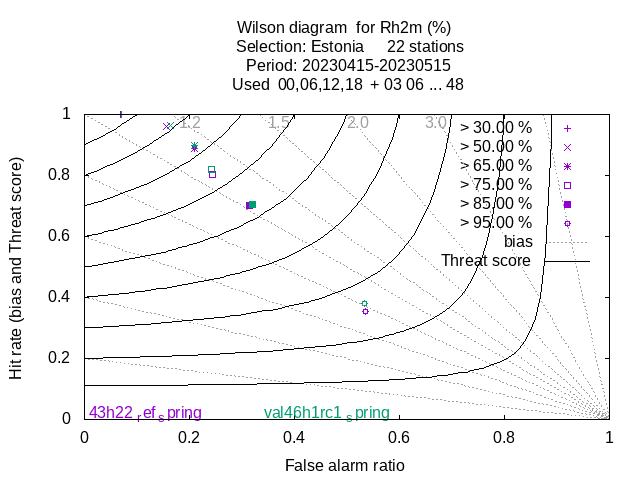 Wilson diagram for Rh2m (%)
Selection: Estonia 22 stations
Period: 20230415-20230515
Used 00,06,12,18 + 03 06 ... 48
Hit rate (bias and Threat score)
1
0.8
0.6
0.4
0.2
0
1.2 1.5 2.0 3.0
> 30.00 %
> 50.00 %
> 65.00 %
> 75.00 %
> 85.00 %
> 95.00 %
bias
Threat score
43h22_ref_spring val46h1rc1_spring
0 0.2 0.4 0.6 0.8 1
False alarm ratio